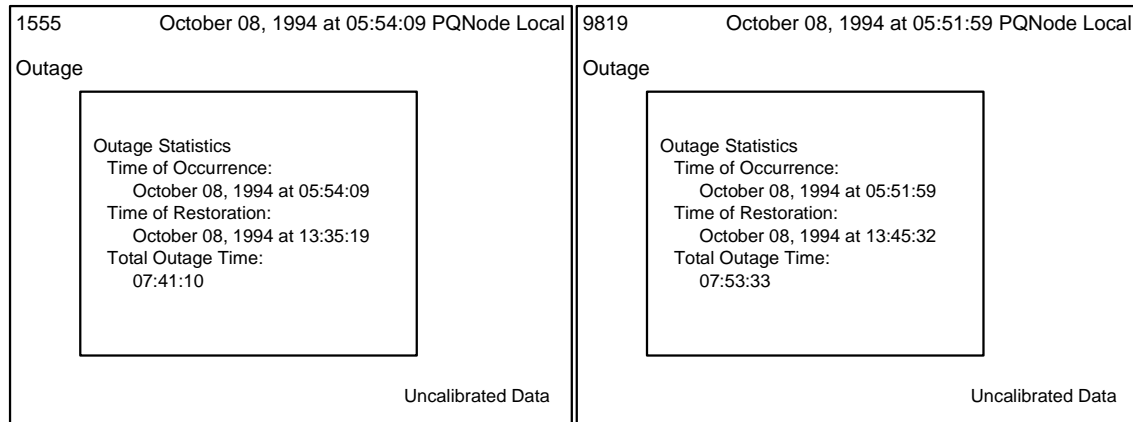 1555 October 08, 1994 at 05:54:09 PQNode Local
Outage
Outage Statistics
Time of Occurrence:
October 08, 1994 at 05:54:09
Time of Restoration:
October 08, 1994 at 13:35:19
Total Outage Time:
07:41:10
Uncalibrated Data
9819 October 08, 1994 at 05:51:59 PQNode Local
Outage
Outage Statistics
Time of Occurrence:
October 08, 1994 at 05:51:59
Time of Restoration:
October 08, 1994 at 13:45:32
Total Outage Time:
07:53:33
Uncalibrated Data